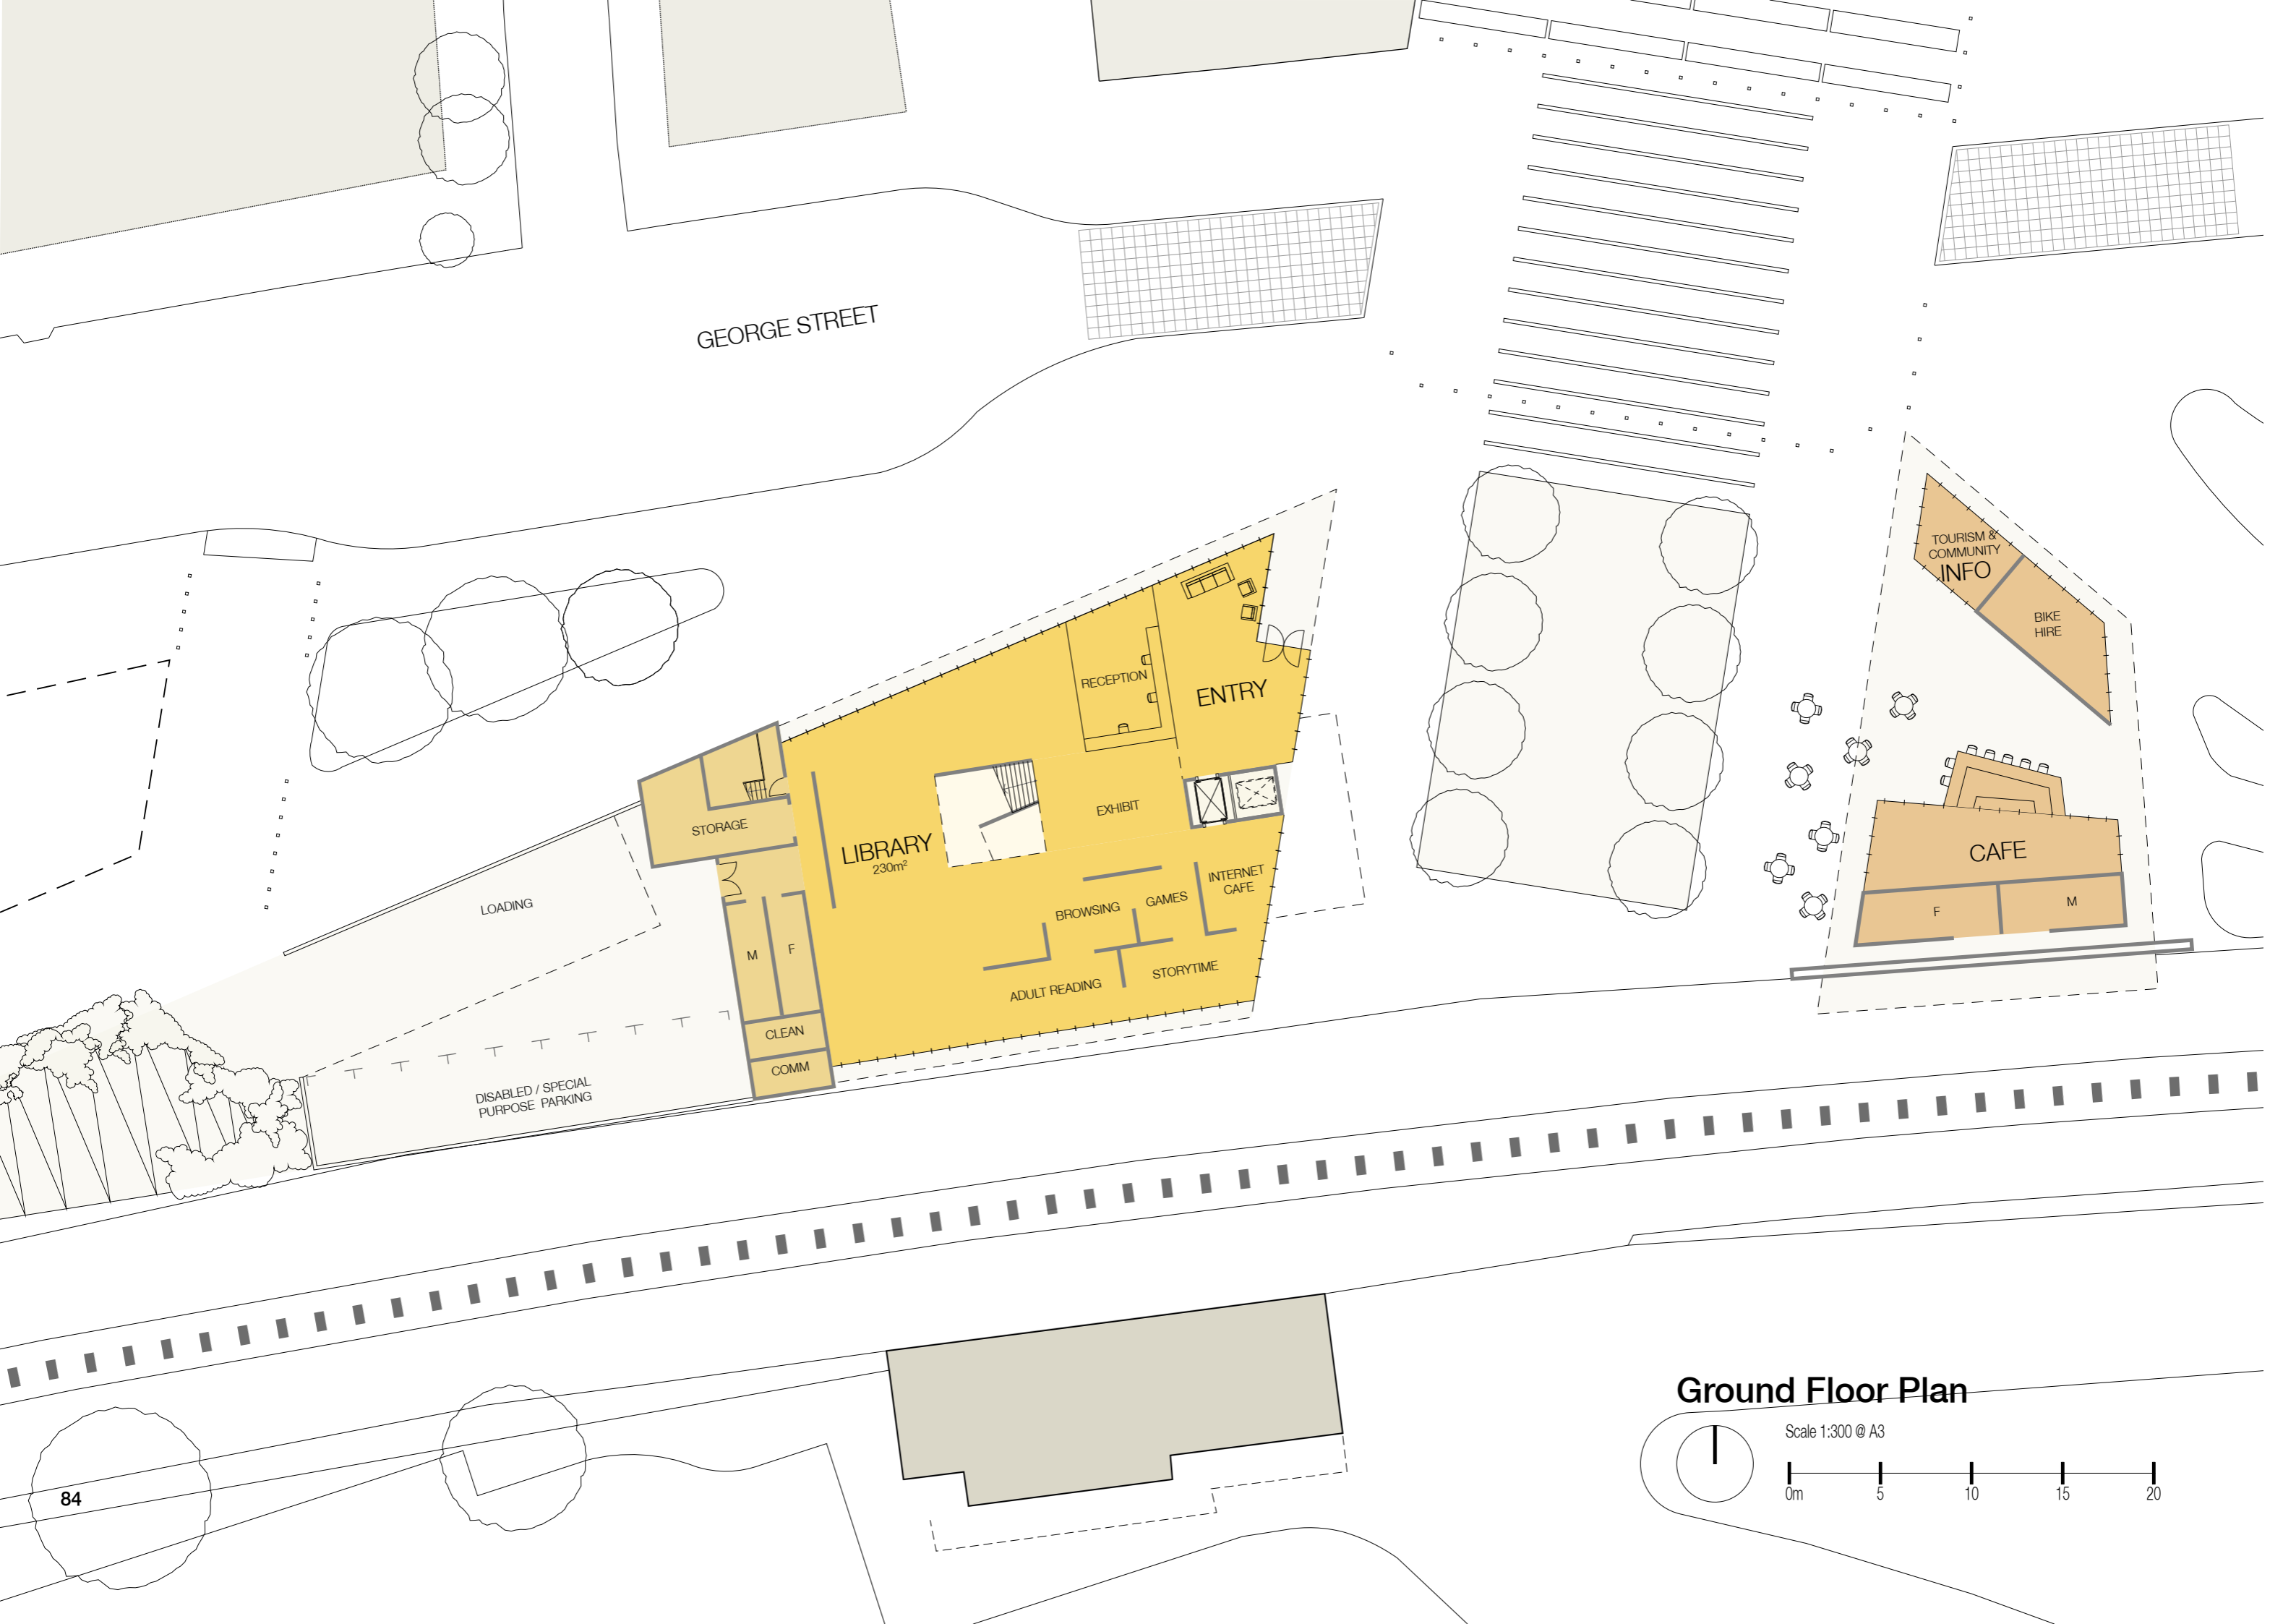 GEORGE STREET
TOURISM &
COMMUNITY
INFO
BIKE
HIRE
RECEPTION
ENTRY
STORAGE
EXHIBIT
LIBRARY
230m²
CAFE
INTERNET
CAFE
GAMES
BROWSING
LOADING
F
M
M
F
STORYTIME
ADULT READING
CLEAN
COMM
DISABLED / SPECIAL
PURPOSE PARKING
Ground Floor Plan
Scale 1:300 @ A3
0m 5 10 15 20
84